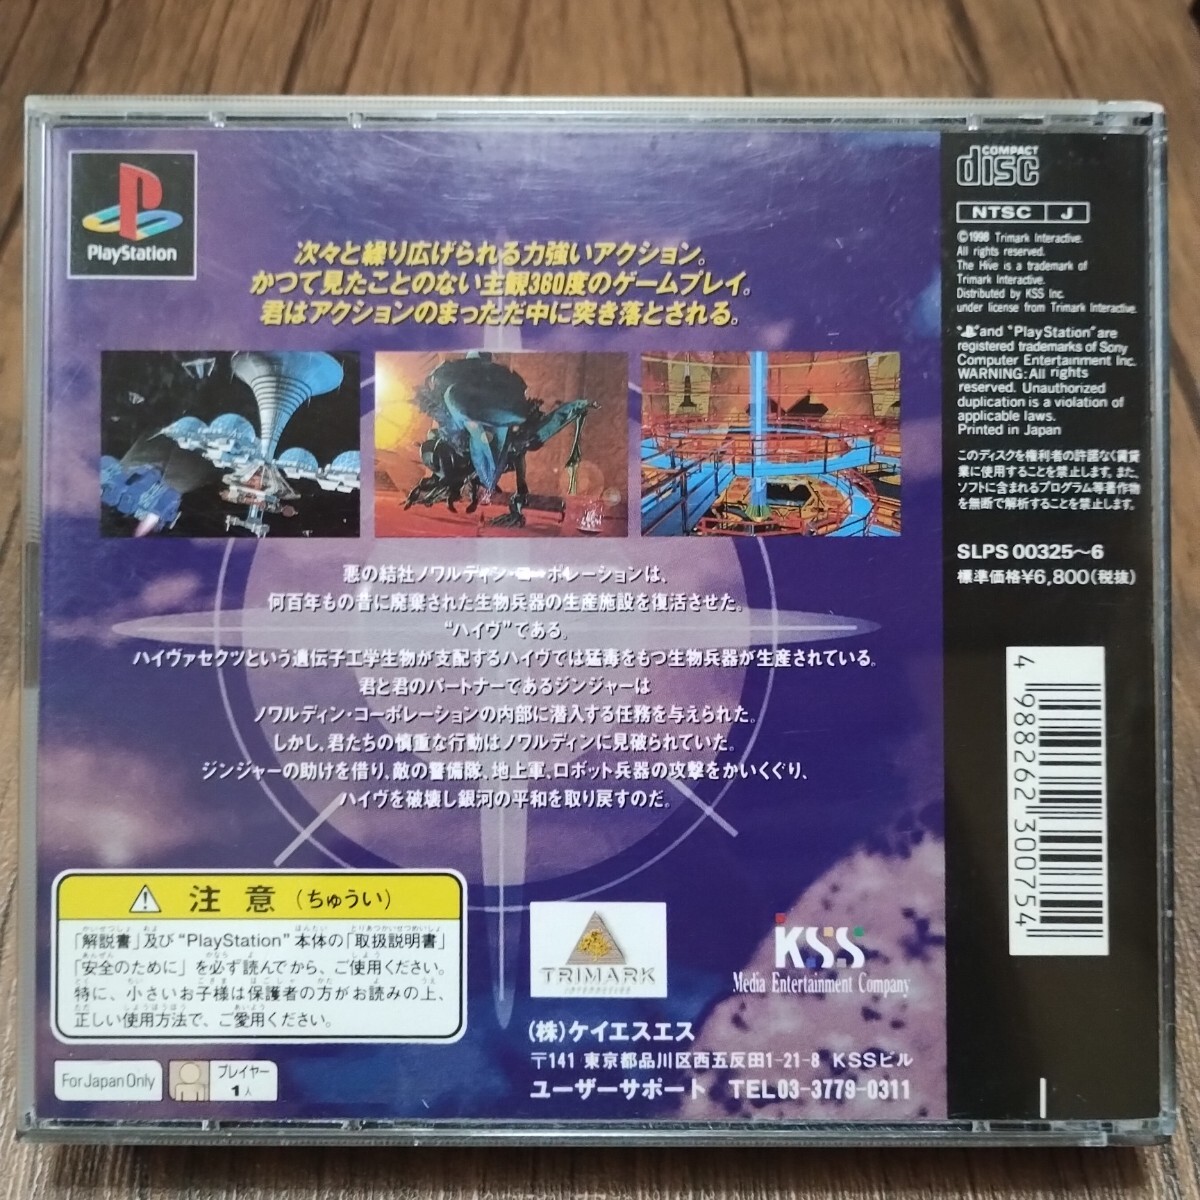 PlayStation
次々と繰り広げられる力強いアクション。
かつて見たことのない主観360度のゲームプレイ。
君はアクションのまっただ中に突き落とされる。
悪の結社ノワルディン・コーポレーションは、
何百年もの昔に廃棄された生物兵器の生産施設を復活させた。
“ハイヴ”である。
ハイヴァセクツという遺伝子工学生物が支配するハイヴでは猛毒をもつ生物兵器が生産されている。
君と君のパートナーであるジンジャーは
ノワルディン・コーポレーションの内部に潜入する任務を与えられた。
しかし、君たちの慎重な行動はノワルディンに見破られていた。
ジンジャーの助けを借り、敵の警備隊、地上軍、ロボット兵器の攻撃をかいくぐり、
ハイヴを破壊し銀河の平和を取り戻すのだ。
注意(ちゅうい)
「解説書」及び“PlayStation”本体の「取扱説明書」
「安全のために」を必ず読んでから、ご使用ください。
特に、小さいお子様は保護者の方がお読みの上、
正しい使用方法で、ご愛用ください。
For Japan Only
プレイヤー
1人
TRIMARK
INTERACTIVE
KSS
Media Entertainment Company
(株)ケイエスエス
〒141 東京都品川区西五反田1-21-8 KSSビル
ユーザーサポート TEL03-3779-0311
COMPACT
disc
NTSC J
©1998 Trimark Interactive.
All rights reserved.
The Hive is a trademark of
Trimark Interactive.
Distributed by KSS Inc.
under license from Trimark Interactive.
“ ” and “PlayStation” are
registered trademarks of Sony
Computer Entertainment Inc.
WARNING: All rights
reserved. Unauthorized
duplication is a violation of
applicable laws.
Printed in Japan
このディスクを権利者の許諾なく賃貸
業に使用することを禁止します。また、
ソフトに含まれるプログラム等著作物
を無断で解析することを禁止します。
SLPS 00325〜6
標準価格¥6,800(税抜)
4 988262 300754